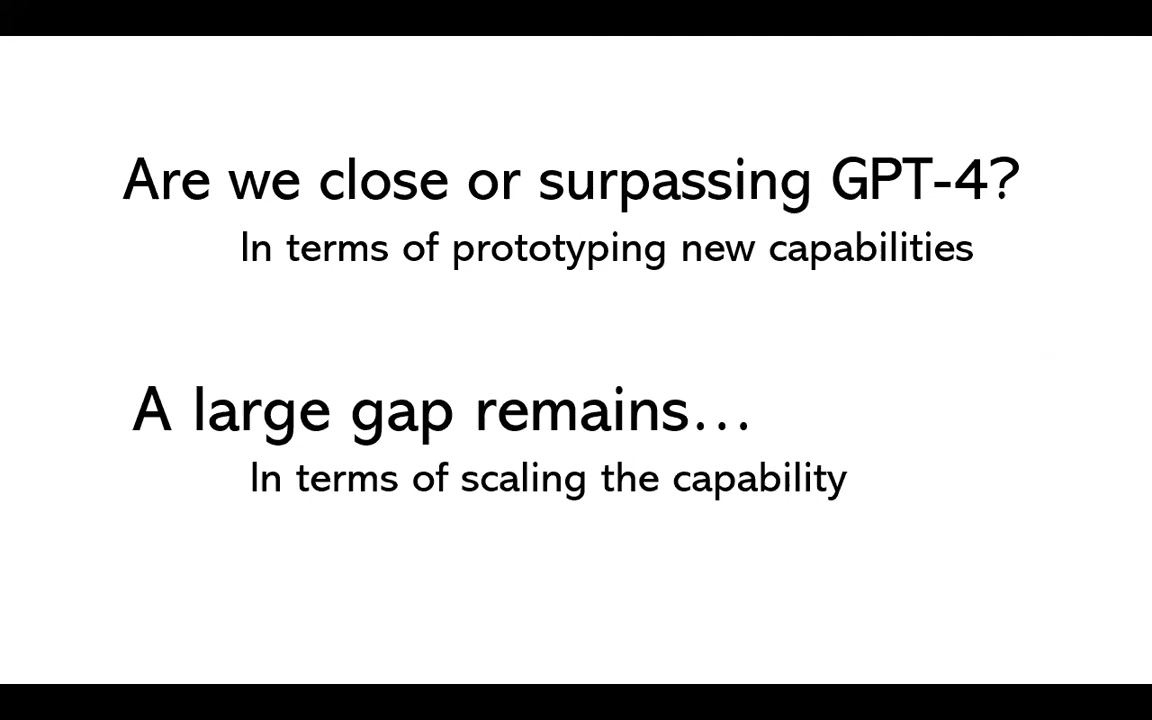 Are we close or surpassing GPT-4?
In terms of prototyping new capabilities
A large gap remains...
In terms of scaling the capability